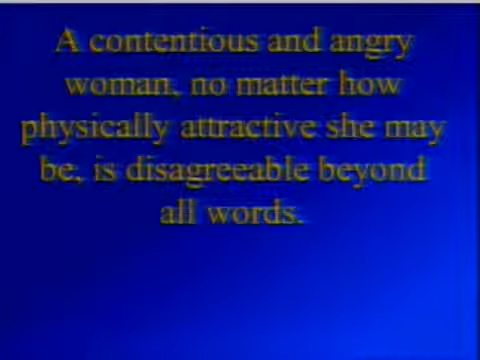 A contentious and angry
woman, no matter how
physically attractive she may
be, is disagreeable beyond
all words.